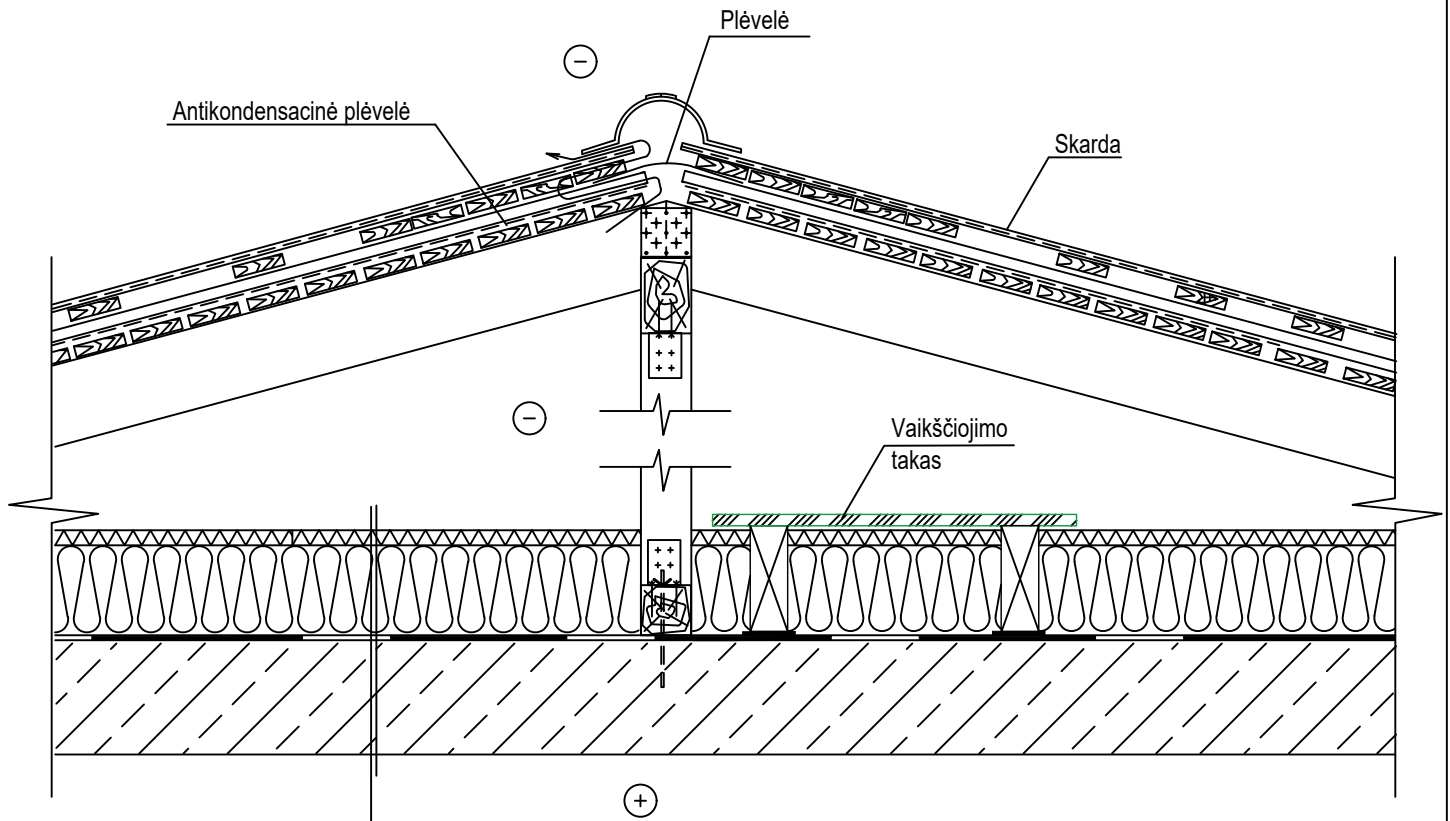 Plėvelė
−
Antikondensacinė plėvelė
Skarda
−
Vaikščiojimo
takas
+